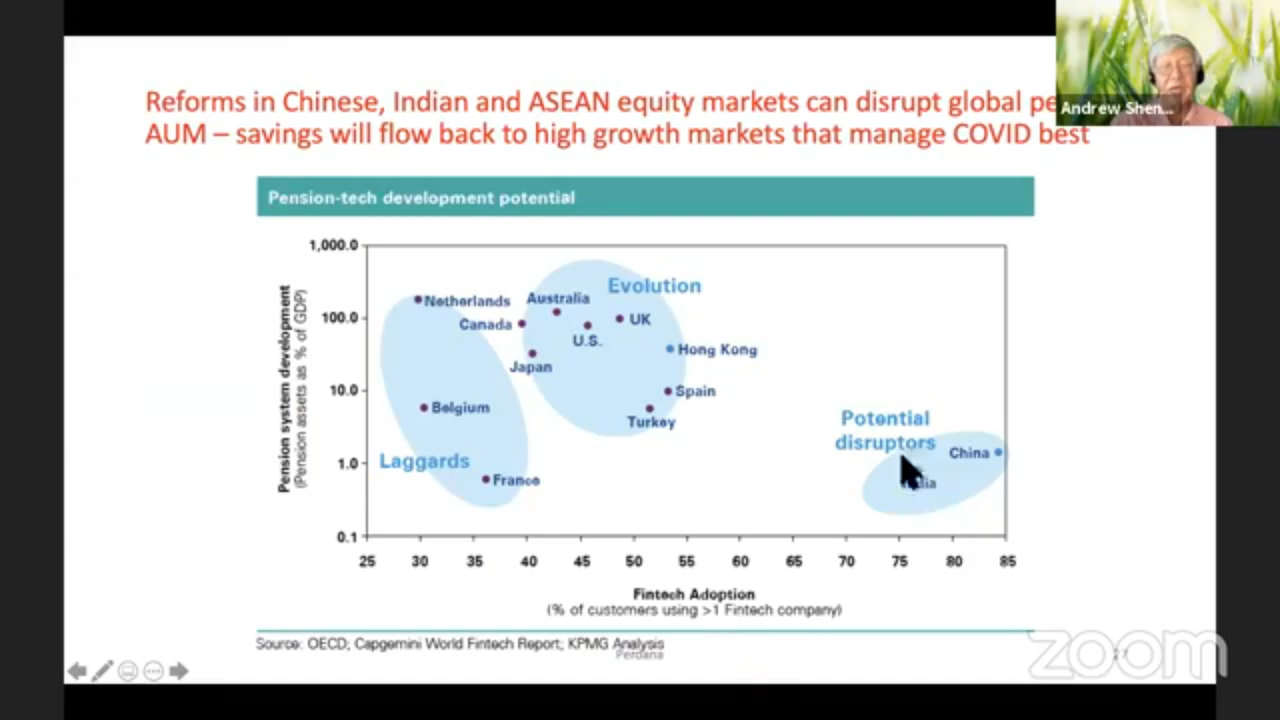 Reforms in Chinese, Indian and ASEAN equity markets can disrupt global
AUM – savings will flow back to high growth markets that manage COVID best
Andrew Shen...
Pension-tech development potential
Pension system development
(Pension assets as % of GDP)
1,000.0
100.0
10.0
1.0
0.1
Netherlands
Australia
Evolution
Canada
UK
U.S.
Hong Kong
Japan
Spain
Belgium
Turkey
Potential
disruptors
China
Laggards
France
25 30 35 40 45 50 55 60 65 70 75 80 85
Fintech Adoption
(% of customers using >1 Fintech company)
Source: OECD; Capgemini World Fintech Report; KPMG Analysis
Perdana
zoom